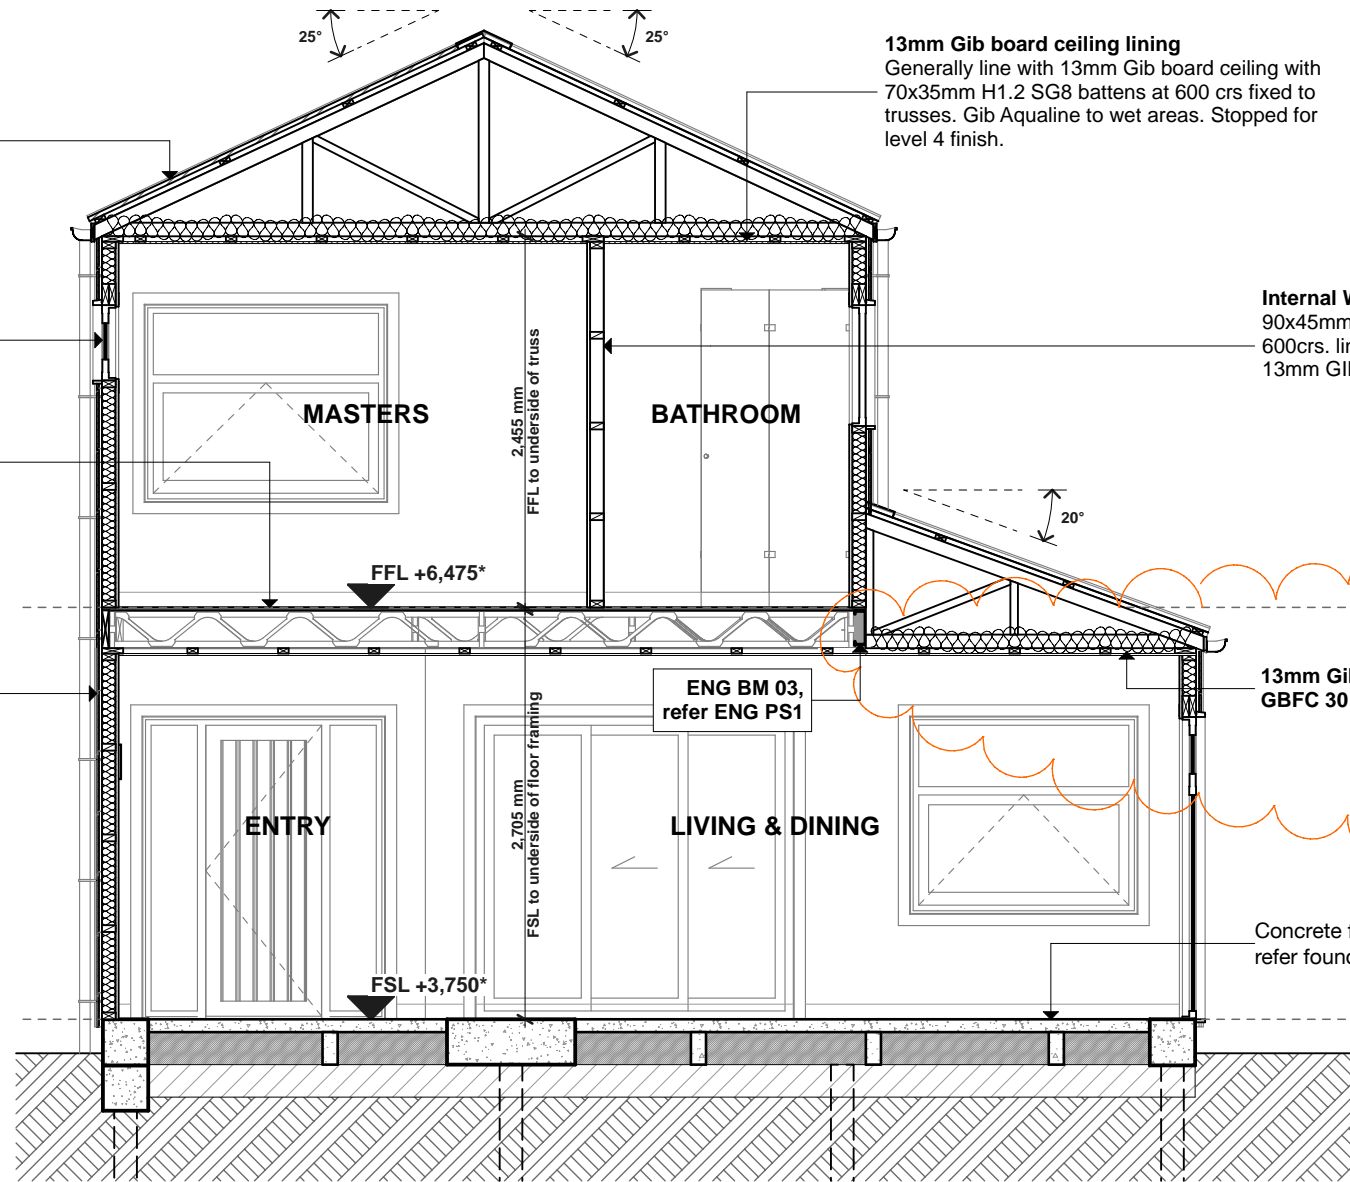 25°
25°
13mm Gib board ceiling lining
Generally line with 13mm Gib board ceiling with
70x35mm H1.2 SG8 battens at 600 crs fixed to
trusses. Gib Aqualine to wet areas. Stopped for
level 4 finish.
Internal W
90x45mm
600crs. lin
13mm GIB
MASTERS
BATHROOM
2,455 mm
FFL to underside of truss
20°
FFL +6,475*
ENG BM 03,
refer ENG PS1
13mm Gib
GBFC 30
2,705 mm
FSL to underside of floor framing
ENTRY
LIVING & DINING
FSL +3,750*
Concrete f
refer found